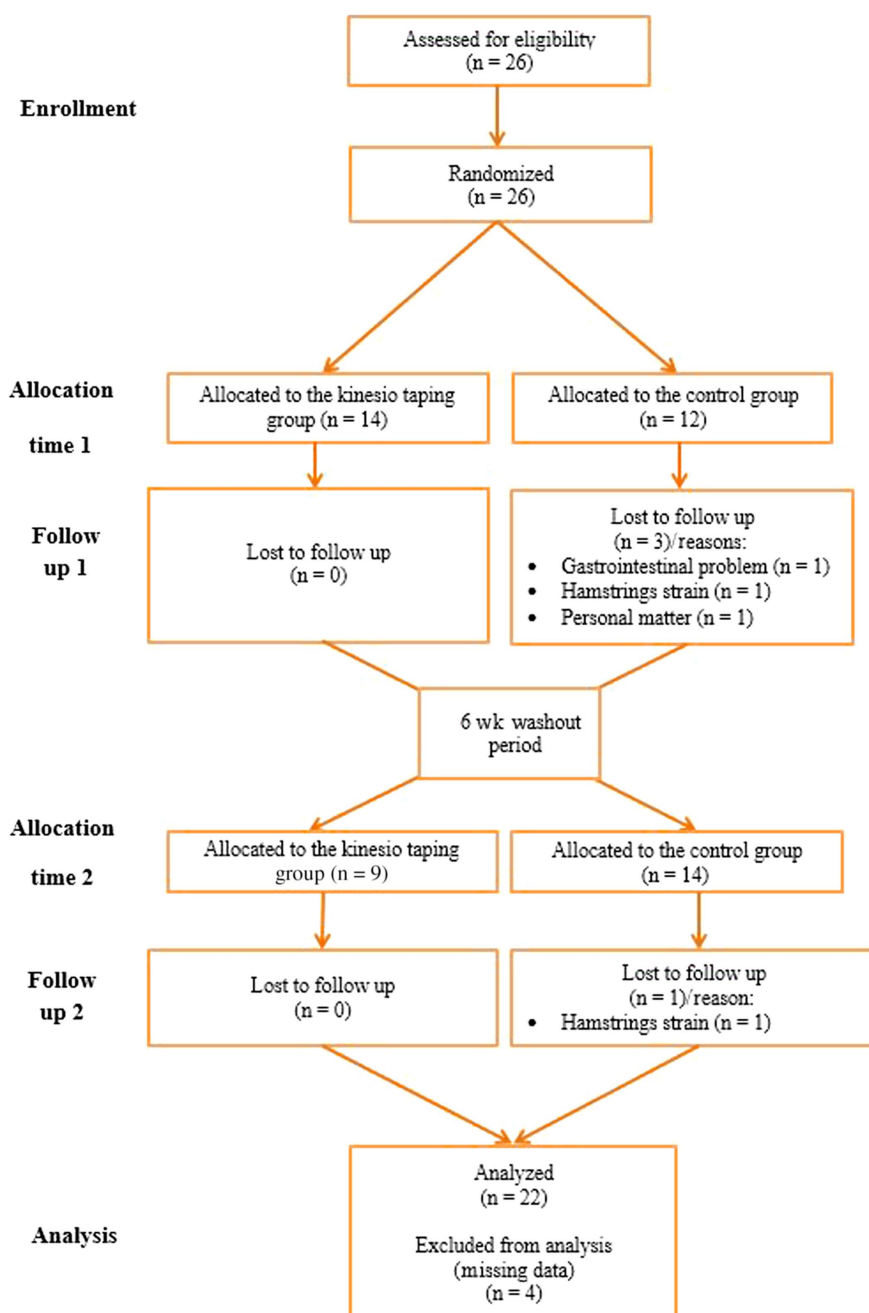 Assessed for eligibility
(n = 26)
Enrollment
Randomized
(n = 26)
Allocation
time 1
Allocated to the kinesio taping
group (n = 14)
Allocated to the control group
(n = 12)
Follow
up 1
Lost to follow up
(n = 0)
Lost to follow up
(n = 3)/reasons:
• Gastrointestinal problem (n = 1)
• Hamstrings strain (n = 1)
• Personal matter (n = 1)
6 wk washout
period
Allocation
time 2
Allocated to the kinesio taping
group (n = 9)
Allocated to the control group
(n = 14)
Follow
up 2
Lost to follow up
(n = 0)
Lost to follow up
(n = 1)/reason:
• Hamstrings strain (n = 1)
Analysis
Analyzed
(n = 22)
Excluded from analysis
(missing data)
(n = 4)